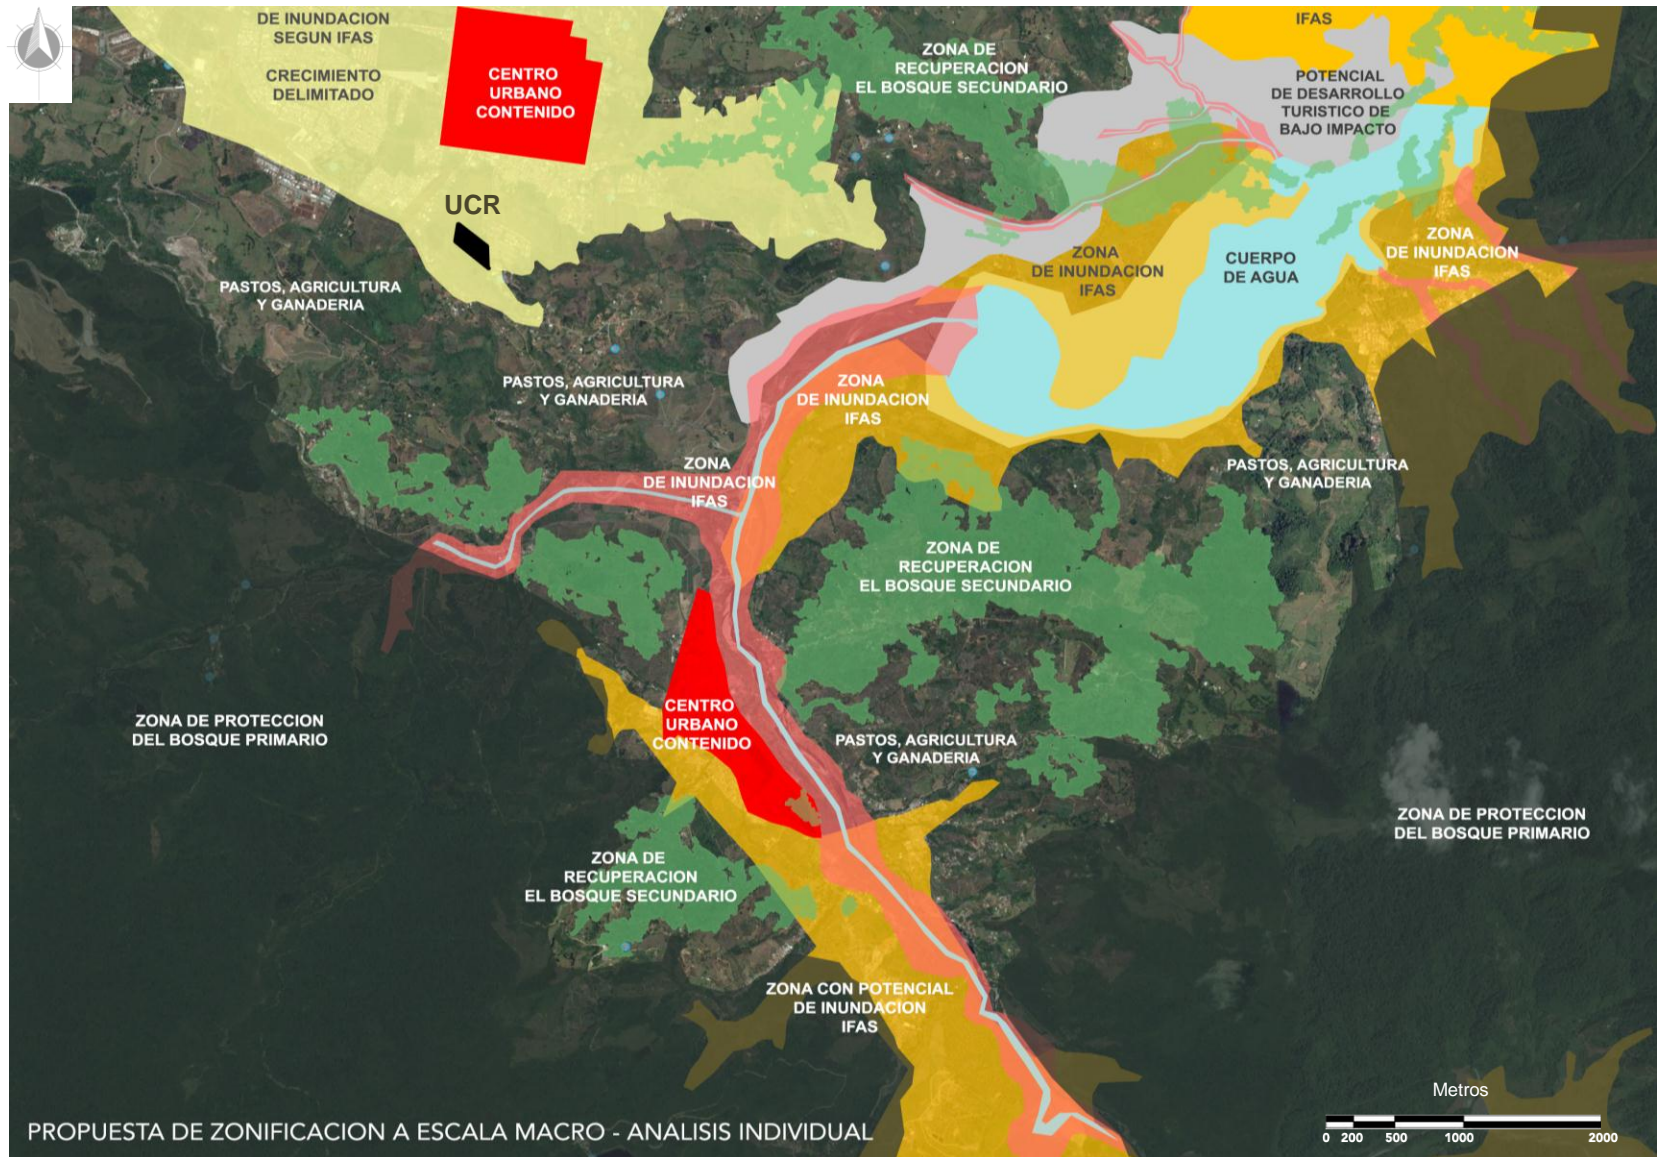 DE INUNDACION
SEGUN IFAS
CRECIMIENTO
DELIMITADO
CENTRO
URBANO
CONTENIDO
ZONA DE
RECUPERACION
EL BOSQUE SECUNDARIO
IFAS
POTENCIAL
DE DESARROLLO
TURISTICO DE
BAJO IMPACTO
UCR
PASTOS, AGRICULTURA
Y GANADERIA
ZONA
DE INUNDACION
IFAS
CUERPO
DE AGUA
ZONA
DE INUNDACION
IFAS
PASTOS, AGRICULTURA
Y GANADERIA
ZONA
DE INUNDACION
IFAS
ZONA
DE INUNDACION
IFAS
PASTOS, AGRICULTURA
Y GANADERIA
ZONA DE
RECUPERACION
EL BOSQUE SECUNDARIO
ZONA DE PROTECCION
DEL BOSQUE PRIMARIO
CENTRO
URBANO
CONTENIDO
PASTOS, AGRICULTURA
Y GANADERIA
ZONA DE PROTECCION
DEL BOSQUE PRIMARIO
ZONA DE
RECUPERACION
EL BOSQUE SECUNDARIO
ZONA CON POTENCIAL
DE INUNDACION
IFAS
Metros
0 200 500 1000 2000
PROPUESTA DE ZONIFICACION A ESCALA MACRO - ANALISIS INDIVIDUAL